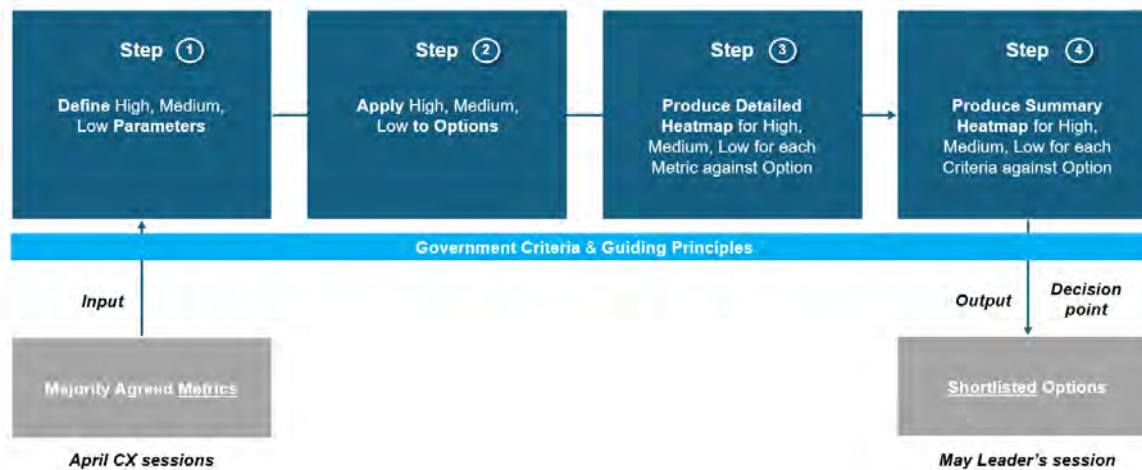 Step 1
Define High, Medium,
Low Parameters
Step 2
Apply High, Medium,
Low to Options
Step 3
Produce Detailed
Heatmap for High,
Medium, Low for each
Metric against Option
Step 4
Produce Summary
Heatmap for High,
Medium, Low for each
Criteria against Option
Government Criteria & Guiding Principles
Input
Output
Decision
point
Majority Agreed Metrics
Shortlisted Options
April CX sessions
May Leader's session